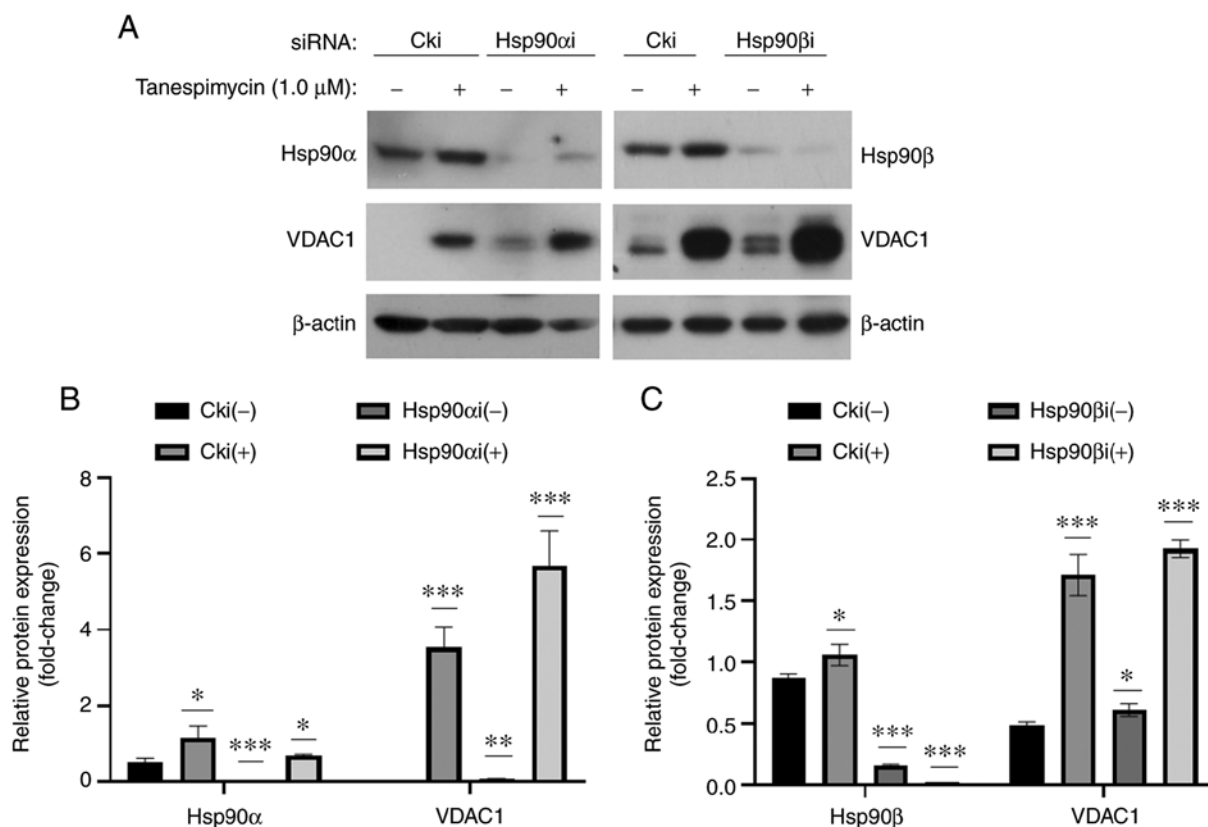 A
siRNA: Cki Hsp90αi Cki Hsp90βi
Tanespimycin (1.0 μM): – + – + – + – +
Hsp90α Hsp90β
VDAC1 VDAC1
β-actin β-actin
B
Cki(–) Hsp90αi(–)
Cki(+) Hsp90αi(+)
Relative protein expression
(fold-change)
8
6
4
2
0
* *** * *** ** ***
Hsp90α VDAC1
C
Cki(–) Hsp90βi(–)
Cki(+) Hsp90βi(+)
Relative protein expression
(fold-change)
2.5
2.0
1.5
1.0
0.5
0.0
* *** *** *** * ***
Hsp90β VDAC1